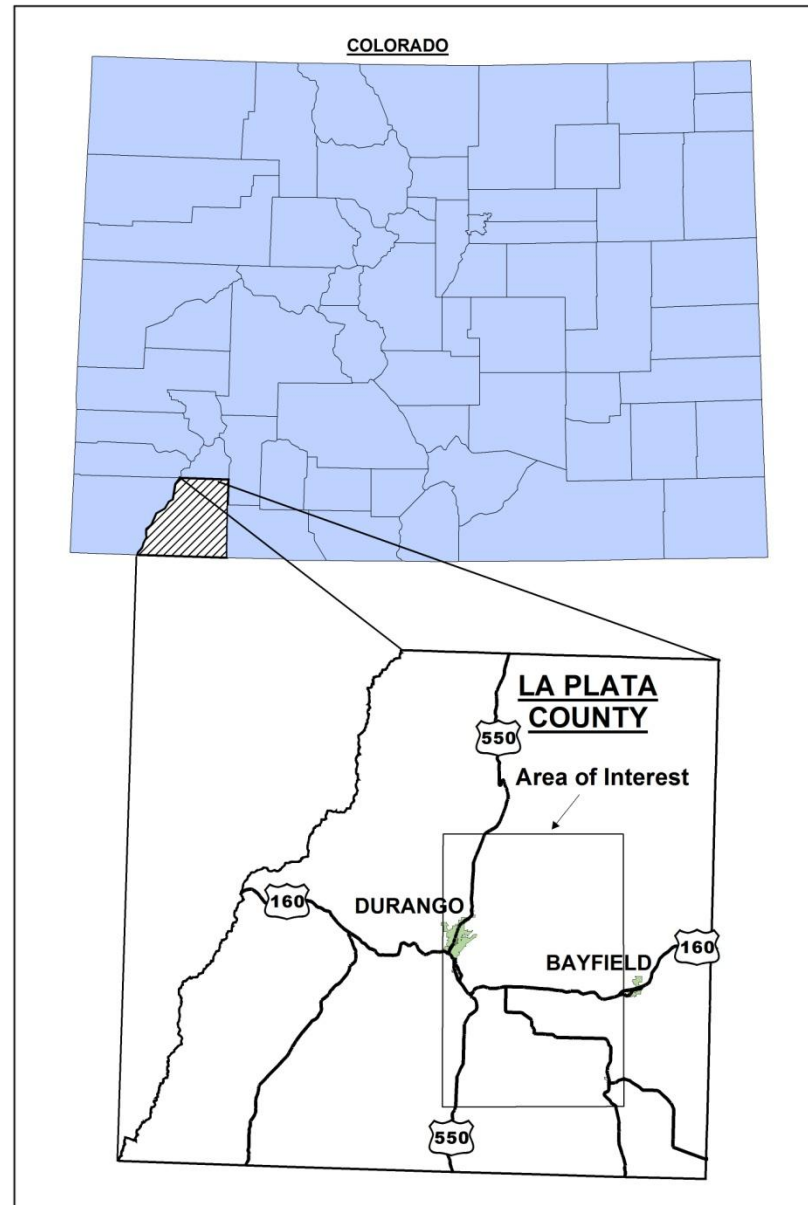 COLORADO
LA PLATA
COUNTY
550
Area of Interest
160
DURANGO
160
BAYFIELD
550